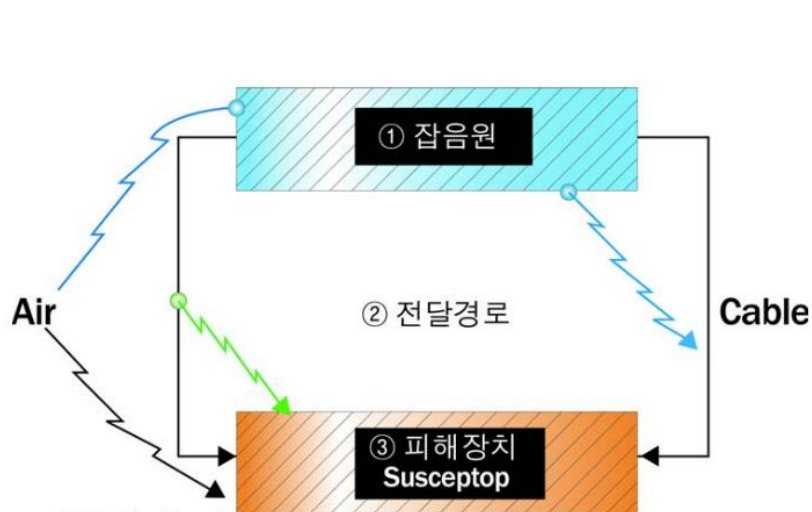 ① 잡음원
Air
② 전달경로
Cable
③ 피해장치
Susceptop